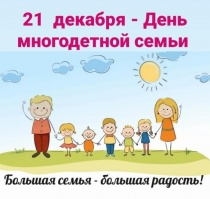 21 декабря - День
многодетной семьи
Большая семья - большая радость!